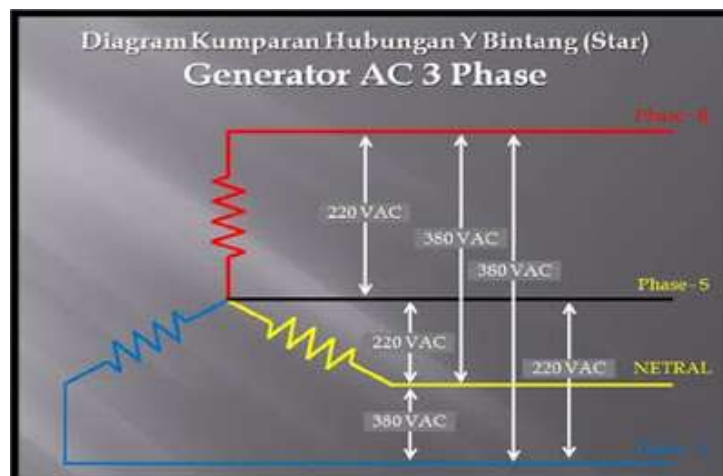 Diagram Kumparan Hubungan Y Bintang (Star)
Generator AC 3 Phase
Phase-R
220 VAC
380 VAC
380 VAC
Phase-S
220 VAC
220 VAC
NETRAL
380 VAC